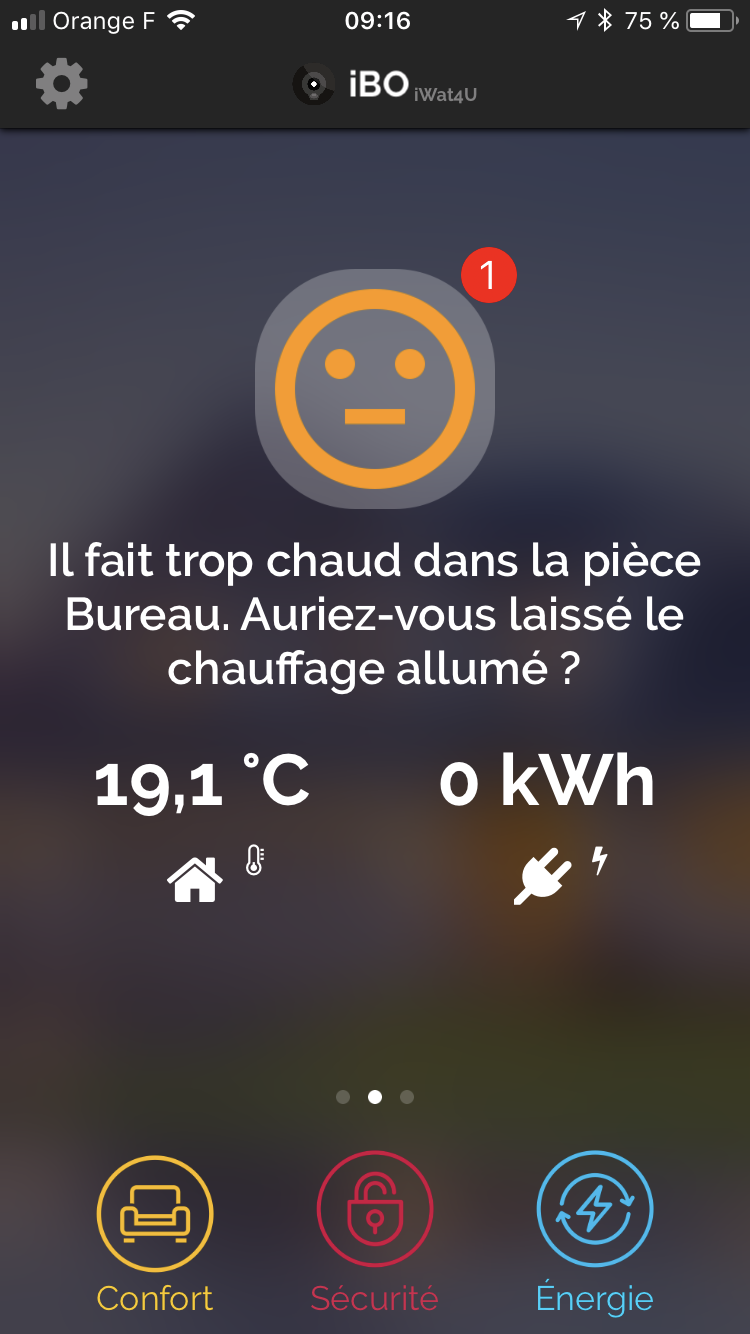 Orange F 09:16 75 %
iBO iWat4U
1
Il fait trop chaud dans la pièce
Bureau. Auriez-vous laissé le
chauffage allumé ?
19,1 °C 0 kWh
Confort Sécurité Énergie